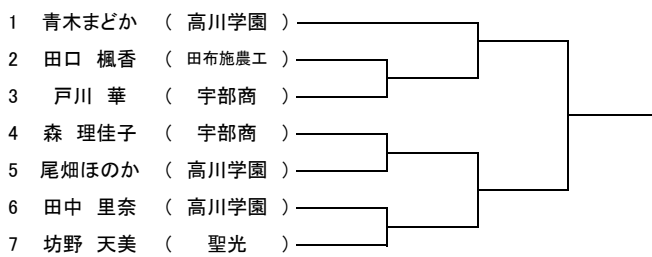 1 青木まどか ( 高川学園 )
2 田口 楓香 ( 田布施農工 )
3 戸川 華 ( 宇部商 )
4 森 理佳子 ( 宇部商 )
5 尾畑ほのか ( 高川学園 )
6 田中 里奈 ( 高川学園 )
7 坊野 天美 ( 聖光 )